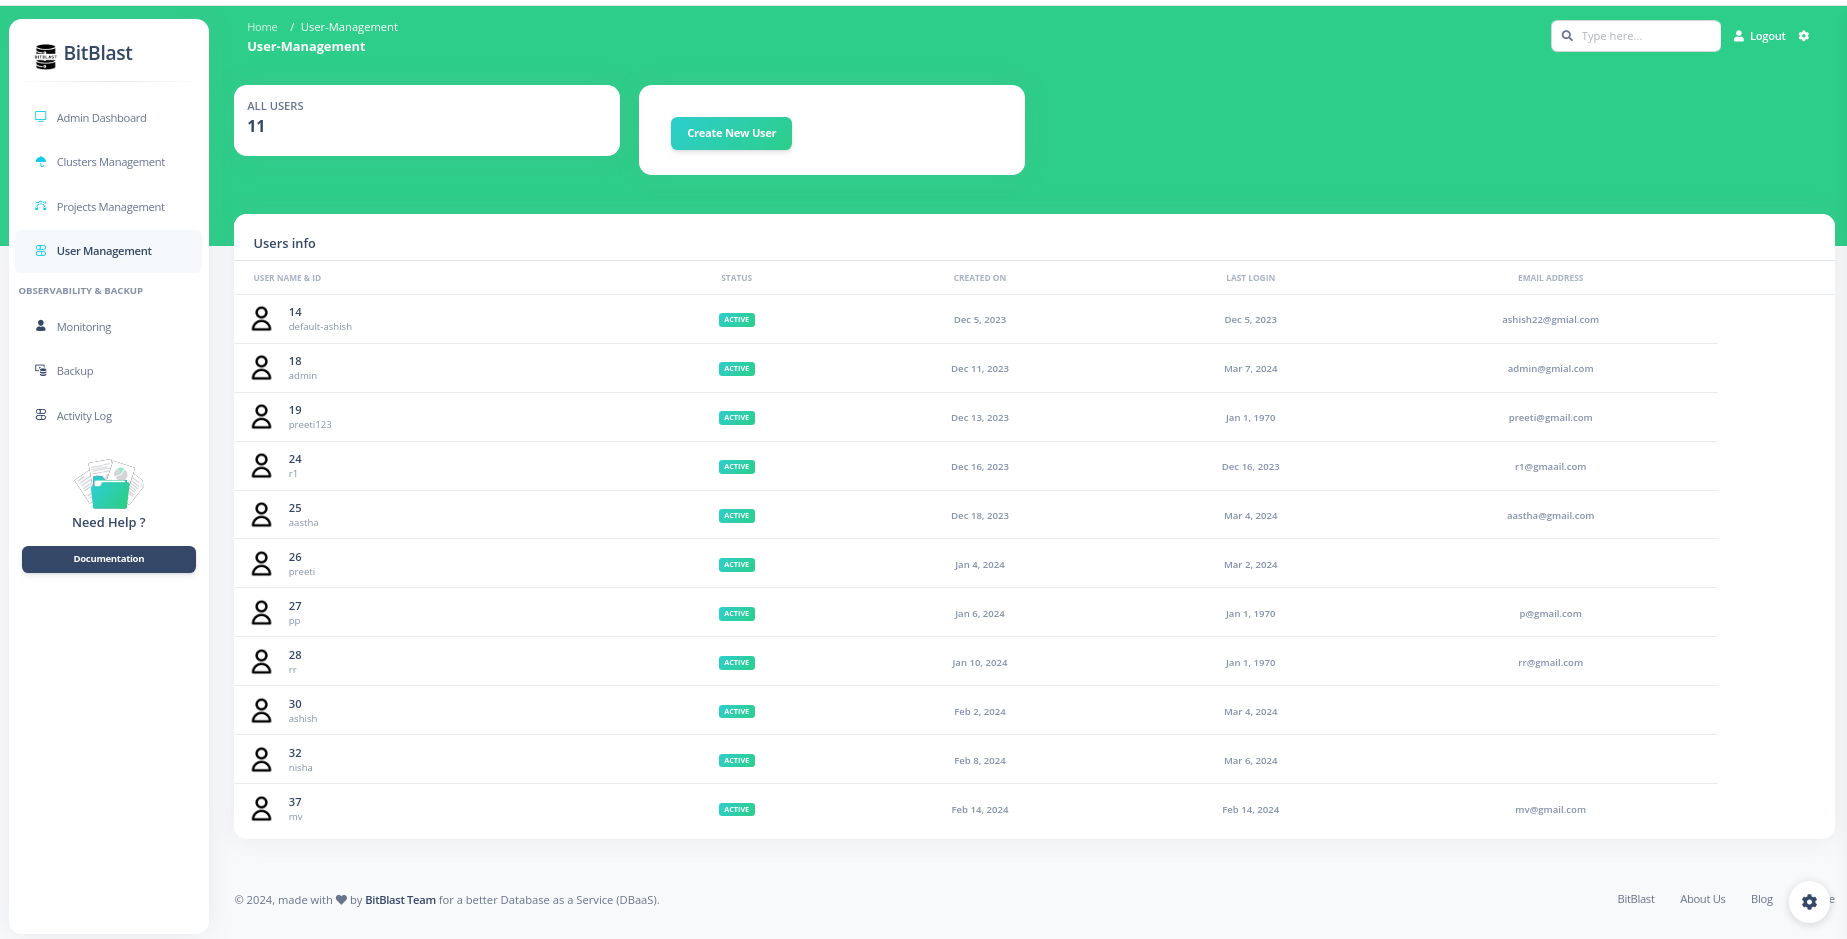 BitBlast
Admin Dashboard
Clusters Management
Projects Management
User Management
OBSERVABILITY & BACKUP
Monitoring
Backup
Activity Log
Need Help ?
Documentation
Home / User-Management
User-Management
Type here...
Logout
ALL USERS
11
Create New User
Users info
USER NAME & ID STATUS CREATED ON LAST LOGIN EMAIL ADDRESS
14
default-ashish ACTIVE Dec 5, 2023 Dec 5, 2023 ashish22@gmial.com
18
admin ACTIVE Dec 11, 2023 Mar 7, 2024 admin@gmial.com
19
preeti123 ACTIVE Dec 13, 2023 Jan 1, 1970 preeti@gmail.com
24
r1 ACTIVE Dec 16, 2023 Dec 16, 2023 r1@gmaail.com
25
aastha ACTIVE Dec 18, 2023 Mar 4, 2024 aastha@gmail.com
26
preeti ACTIVE Jan 4, 2024 Mar 2, 2024
27
pp ACTIVE Jan 6, 2024 Jan 1, 1970 p@gmail.com
28
rr ACTIVE Jan 10, 2024 Jan 1, 1970 rr@gmail.com
30
ashish ACTIVE Feb 2, 2024 Mar 4, 2024
32
nisha ACTIVE Feb 8, 2024 Mar 6, 2024
37
mv ACTIVE Feb 14, 2024 Feb 14, 2024 mv@gmail.com
© 2024, made with by BitBlast Team for a better Database as a Service (DBaaS).
BitBlast About Us Blog